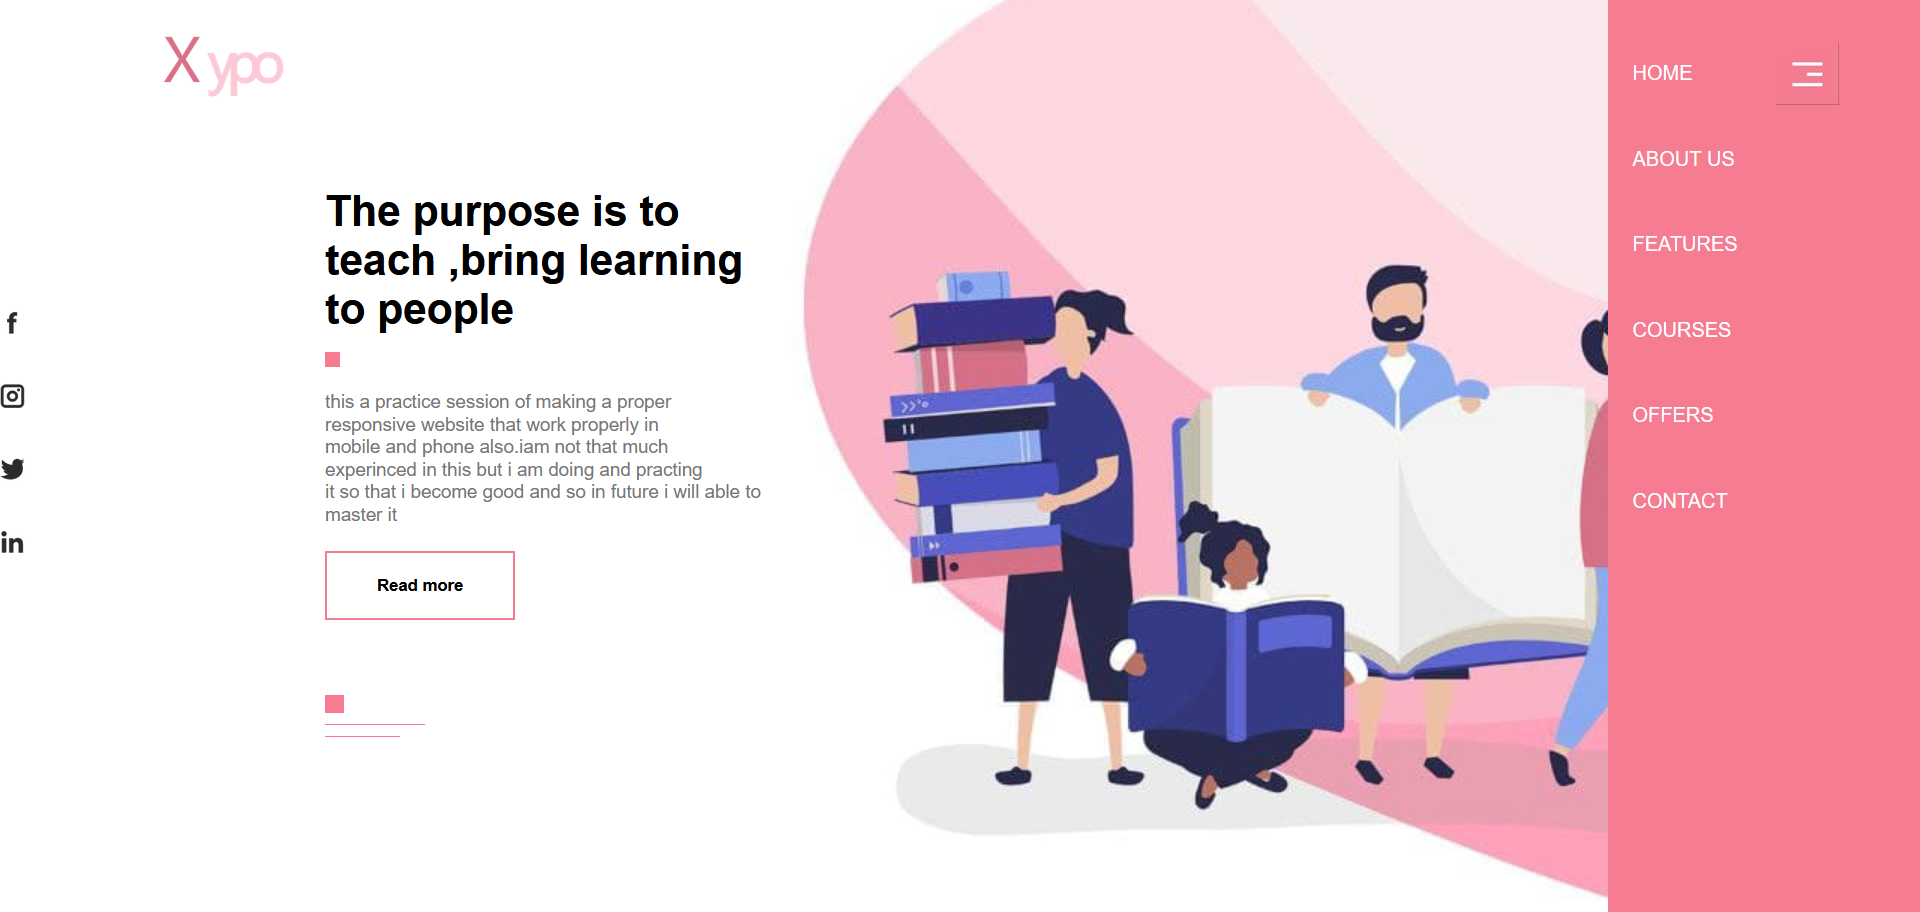 X ypo
HOME
ABOUT US
FEATURES
COURSES
OFFERS
CONTACT
The purpose is to
teach ,bring learning
to people
this a practice session of making a proper
responsive website that work properly in
mobile and phone also.iam not that much
experinced in this but i am doing and practing
it so that i become good and so in future i will able to
master it
Read more